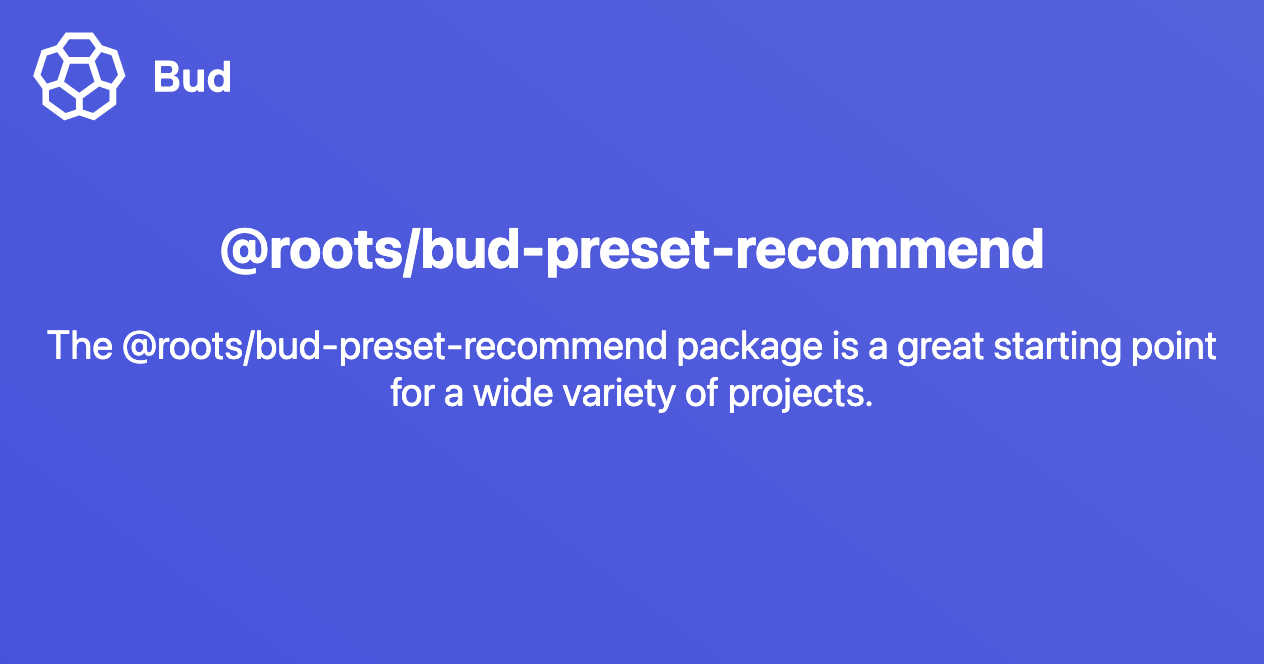 Bud
@roots/bud-preset-recommend
The @roots/bud-preset-recommend package is a great starting point
for a wide variety of projects.